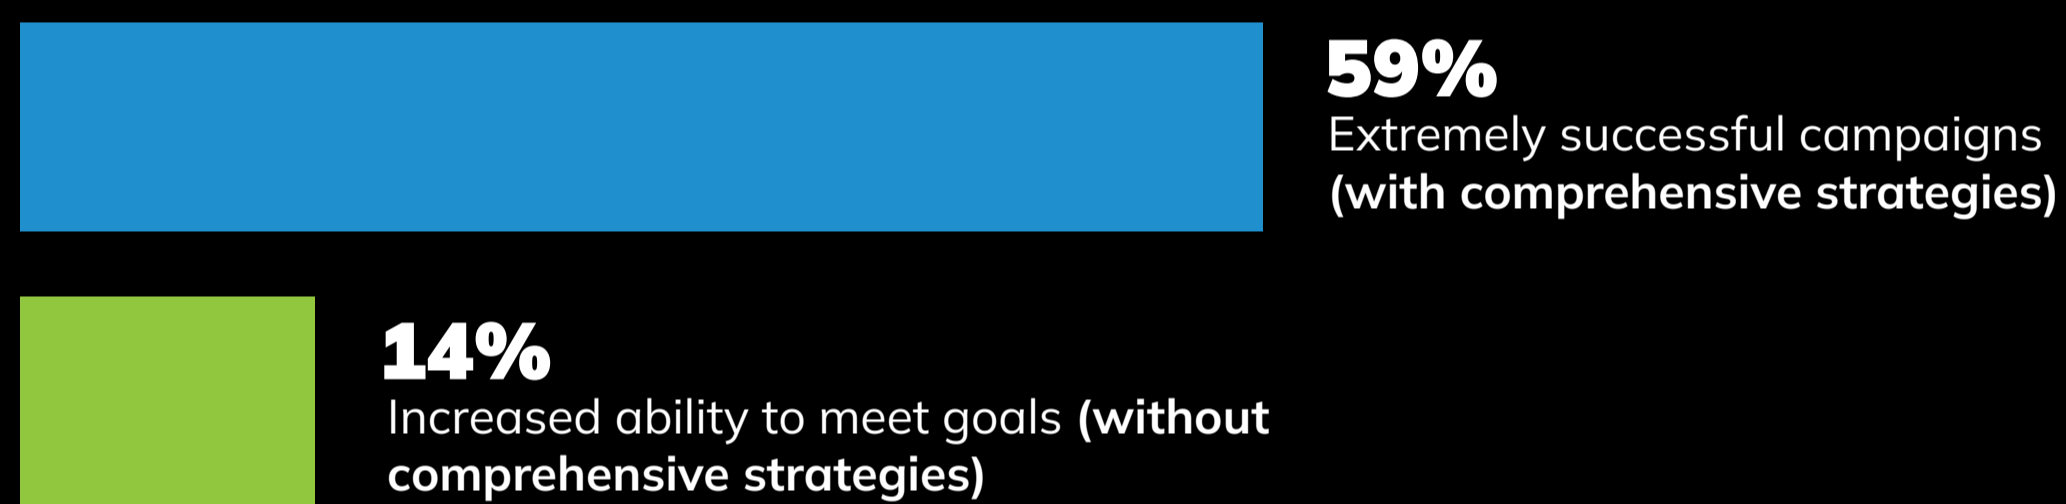 59%
Extremely successful campaigns
(with comprehensive strategies)
14%
Increased ability to meet goals (without
comprehensive strategies)